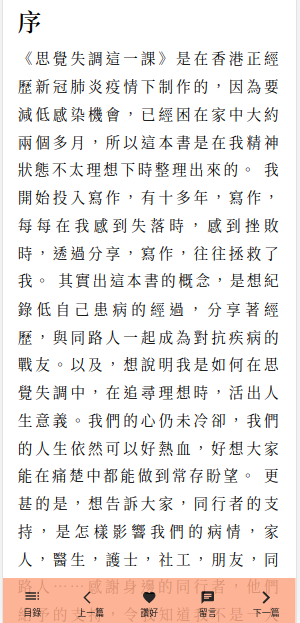 序
《思覺失調這一課》是在香港正經
歷新冠肺炎疫情下制作的，因為要
減低感染機會，已經困在家中大約
兩個多月，所以這本書是在我精神
狀態不太理想下時整理出來的。 我
開始投入寫作，有十多年，寫作，
每每在我感到失落時，感到挫敗
時，透過分享，寫作，往往拯救了
我。 其實出這本書的概念，是想紀
錄低自己患病的經過，分享著經
歷，與同路人一起成為對抗疾病的
戰友。以及，想說明我是如何在思
覺失調中，在追尋理想時，活出人
生意義。我們的心仍未冷卻，我們
的人生依然可以好熱血，好想大家
能在痛楚中都能做到常存盼望。 更
甚的是，想告訴大家，同行者的支
持，是怎樣影響我們的病情，家
人，醫生，護士，社工，朋友，同
路人⋯⋯感謝身邊的同行者，他們
給予的支持，令我知道我不是一
目錄 上一篇 讚好 留言 下一篇